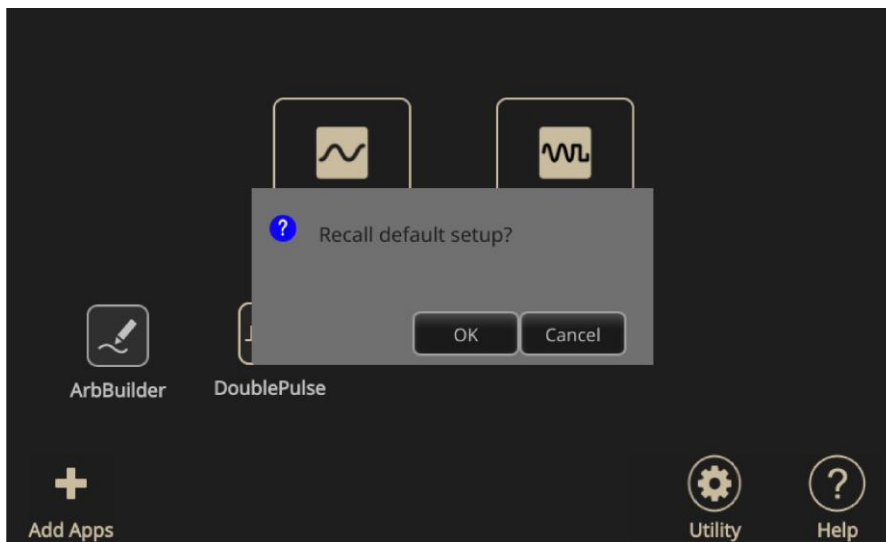 Recall default setup?
OK
Cancel
ArbBuilder
DoublePulse
Add Apps
Utility
Help